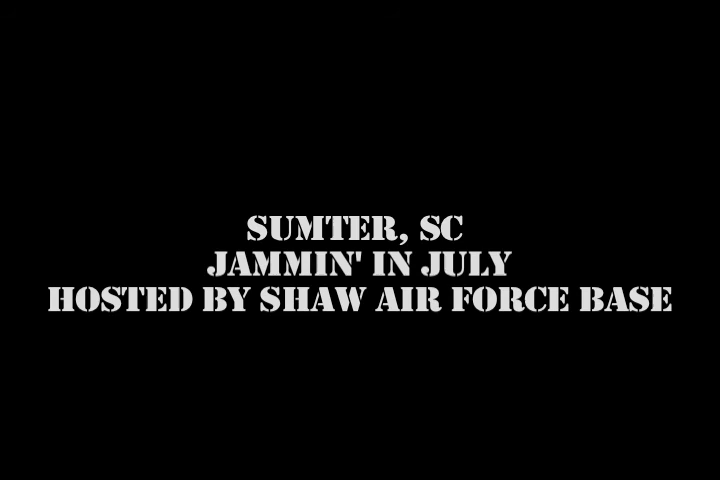 SUMTER, SC
JAMMIN' IN JULY
HOSTED BY SHAW AIR FORCE BASE